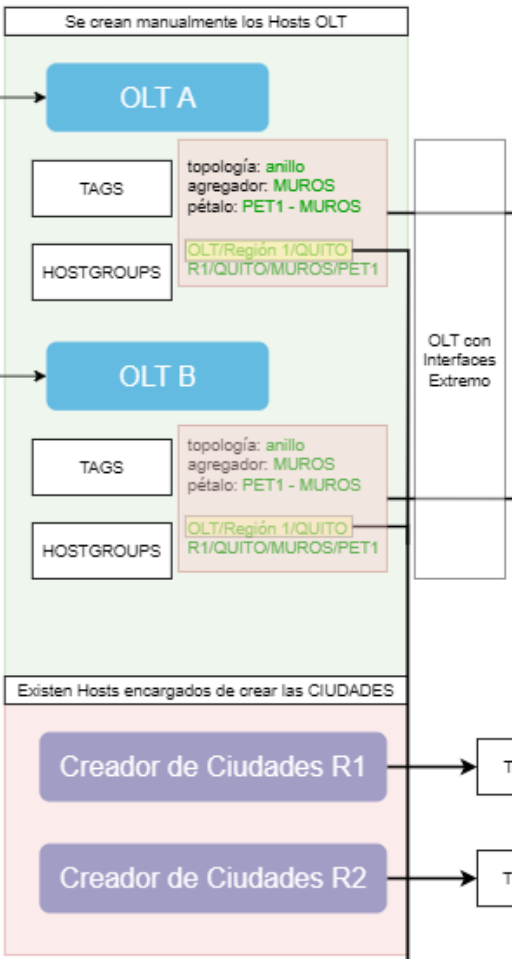 Se crean manualmente los Hosts OLT
OLT A
TAGS
topología: anillo
agregador: MUROS
pétalo: PET1 - MUROS
HOSTGROUPS
OLT/Región 1/QUITO
R1/QUITO/MUROS/PET1
OLT B
TAGS
topología: anillo
agregador: MUROS
pétalo: PET1 - MUROS
HOSTGROUPS
OLT/Región 1/QUITO
R1/QUITO/MUROS/PET1
OLT con
Interfaces
Extremo
Existen Hosts encargados de crear las CIUDADES
Creador de Ciudades R1
Creador de Ciudades R2